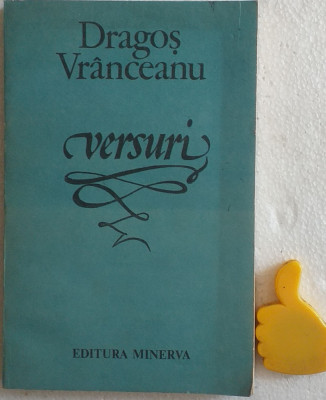 Dragoș
Vrânceanu
versuri
EDITURA MINERVA